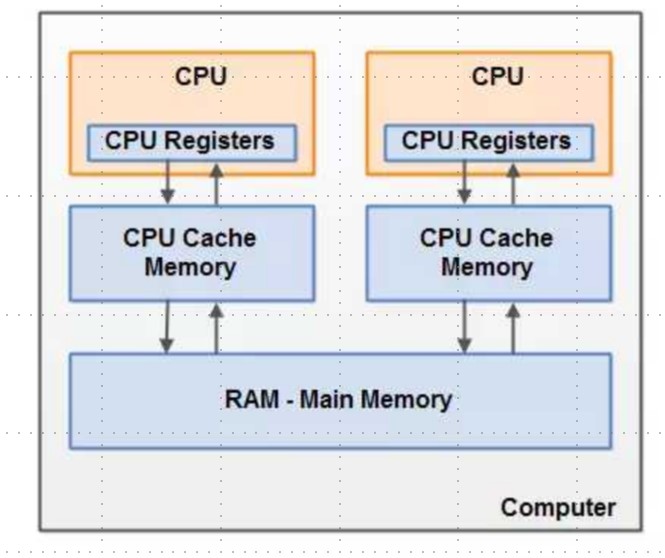 CPU
CPU
CPU Registers
CPU Registers
CPU Cache
Memory
CPU Cache
Memory
RAM - Main Memory
Computer